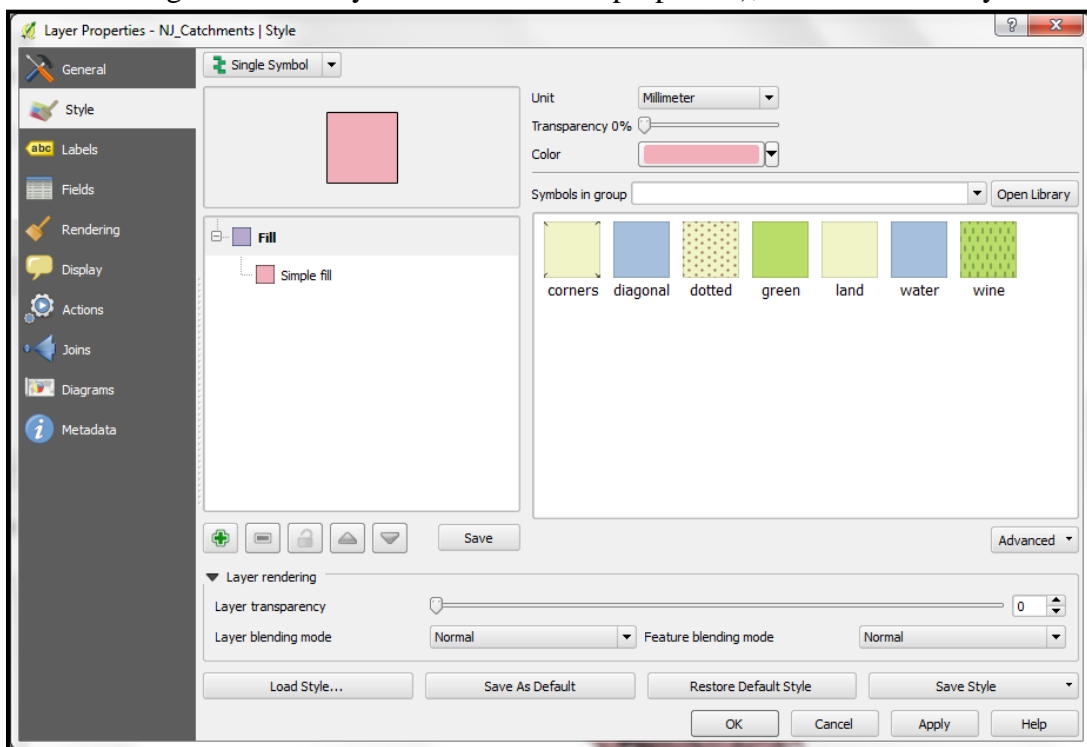 Layer Properties - NJ_Catchments | Style
General
Style
abc Labels
Fields
Rendering
Display
Actions
Joins
Diagrams
i Metadata
Single Symbol
Unit Millimeter
Transparency 0%
Color
Symbols in group Open Library
Fill
Simple fill
corners diagonal dotted green land water wine
Save Advanced
Layer rendering
Layer transparency 0
Layer blending mode Normal Feature blending mode Normal
Load Style... Save As Default Restore Default Style Save Style
OK Cancel Apply Help